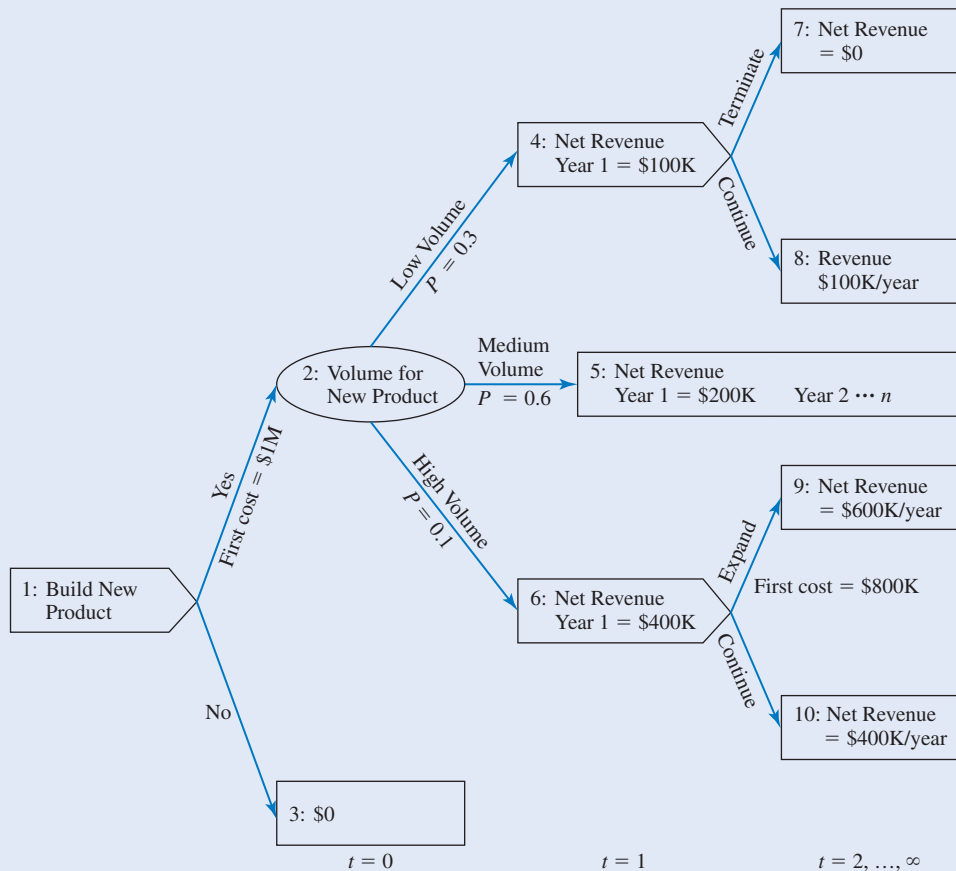 7: Net Revenue
= $0
Terminate
4: Net Revenue
Year 1 = $100K
Continue
8: Revenue
$100K/year
Low Volume
P = 0.3
Medium
Volume
P = 0.6
2: Volume for
New Product
5: Net Revenue
Year 1 = $200K Year 2 ··· n
High Volume
P = 0.1
Yes
First cost = $1M
9: Net Revenue
= $600K/year
Expand
First cost = $800K
1: Build New
Product
6: Net Revenue
Year 1 = $400K
Continue
10: Net Revenue
= $400K/year
No
3: $0
t = 0 t = 1 t = 2, ..., ∞